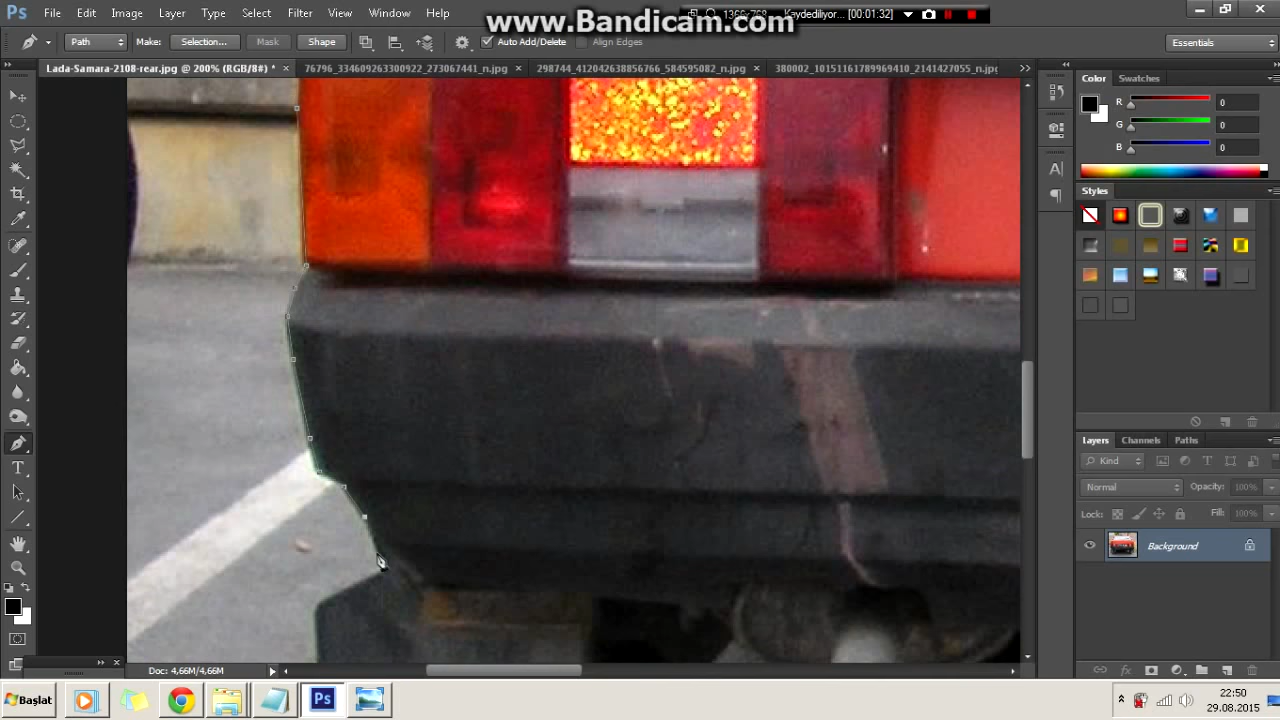 www.Bandicam.com
1366x768 Kaydediliyor... [00:01:32]
Ps File Edit Image Layer Type Select Filter 3D View Window Help
Path Make: Selection... Mask Shape Auto Add/Delete Align Edges Essentials
Lada-Samara-2108-rear.jpg @ 200% (RGB/8#) * × 76796_334609263300922_273067441_n.jpg × 298744_412042638856766_584595082_n.jpg × 380002_10151161789969410_2141427055_n.jpg
Color Swatches
R 0
G 0
B 0
Styles
Layers Channels Paths
Kind
Normal Opacity: 100%
Lock: Fill: 100%
Background
Doc: 4,66M/4,66M
Başlat Ps 22:50
29.08.2015